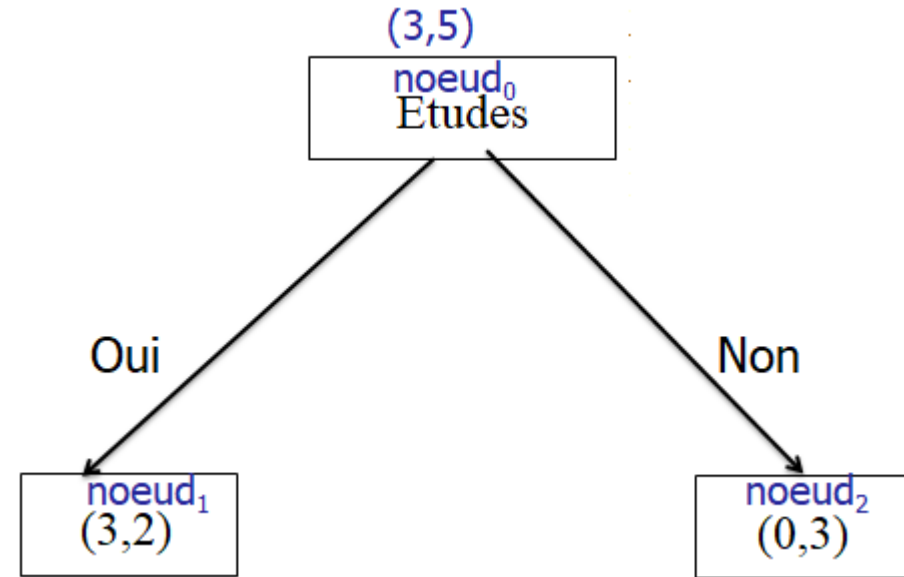 (3,5)
noeud₀
Etudes
Oui
Non
noeud₁
(3,2)
noeud₂
(0,3)